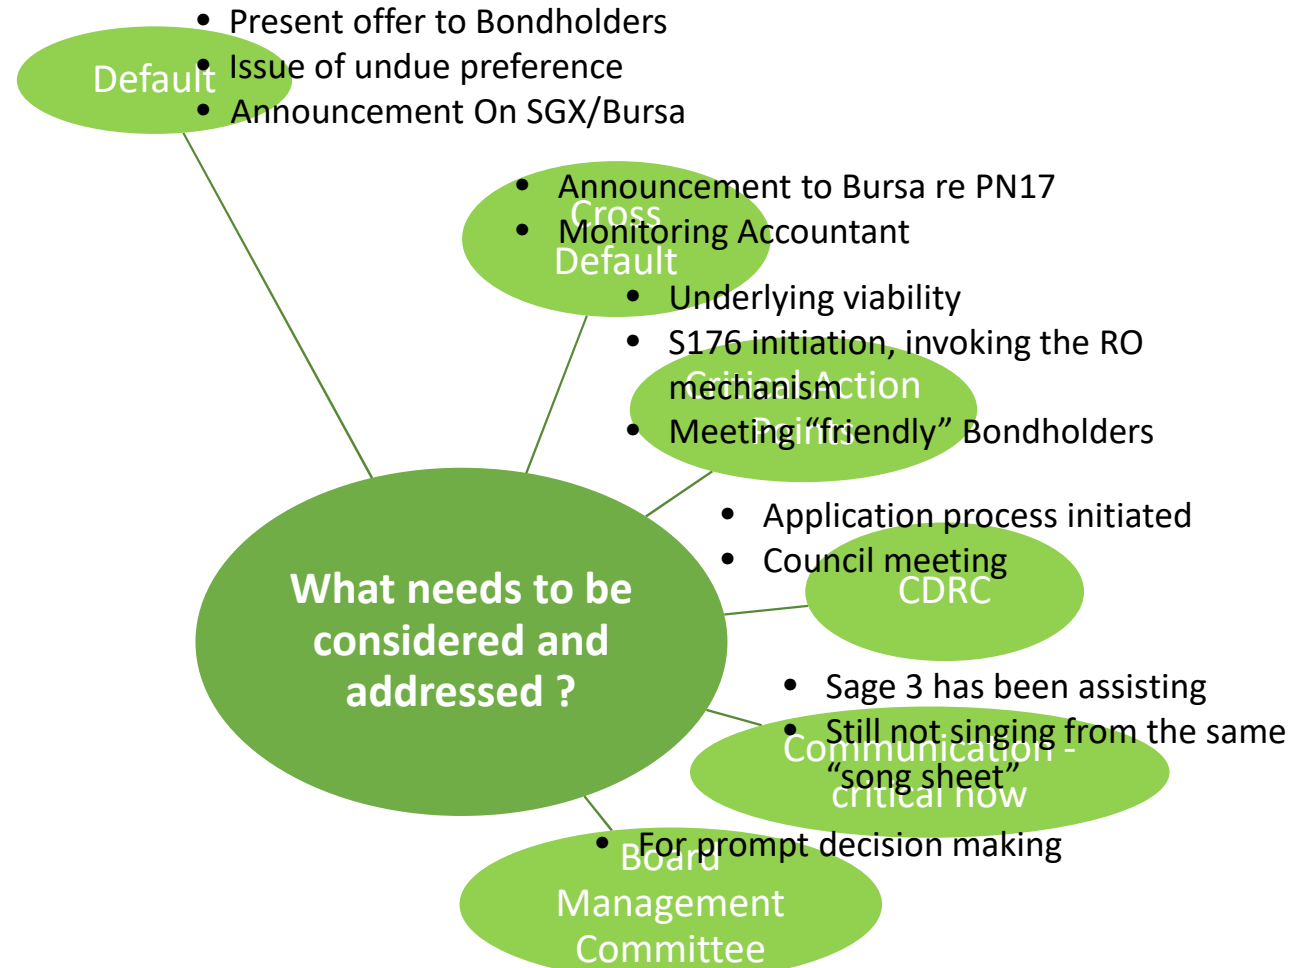 • Present offer to Bondholders
• Issue of undue preference
• Announcement On SGX/Bursa
Default
• Announcement to Bursa re PN17
• Monitoring Accountant
Cross
Default
• Underlying viability
• S176 initiation, invoking the RO
mechanism
• Meeting “friendly” Bondholders
Critical Action
Points
• Application process initiated
• Council meeting
CDRC
What needs to be
considered and
addressed ?
• Sage 3 has been assisting
• Still not singing from the same
“song sheet”
Communication -
critical now
• For prompt decision making
Board
Management
Committee